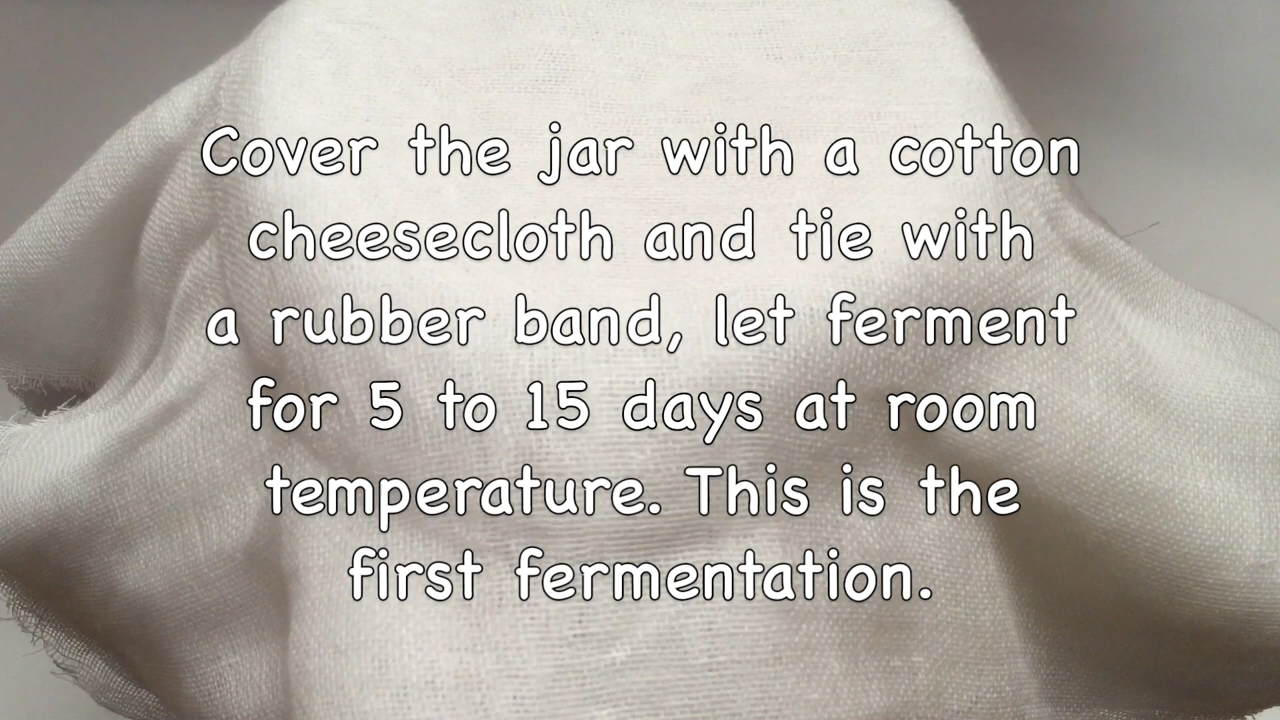 Cover the jar with a cotton
cheesecloth and tie with
a rubber band, let ferment
for 5 to 15 days at room
temperature. This is the
first fermentation.